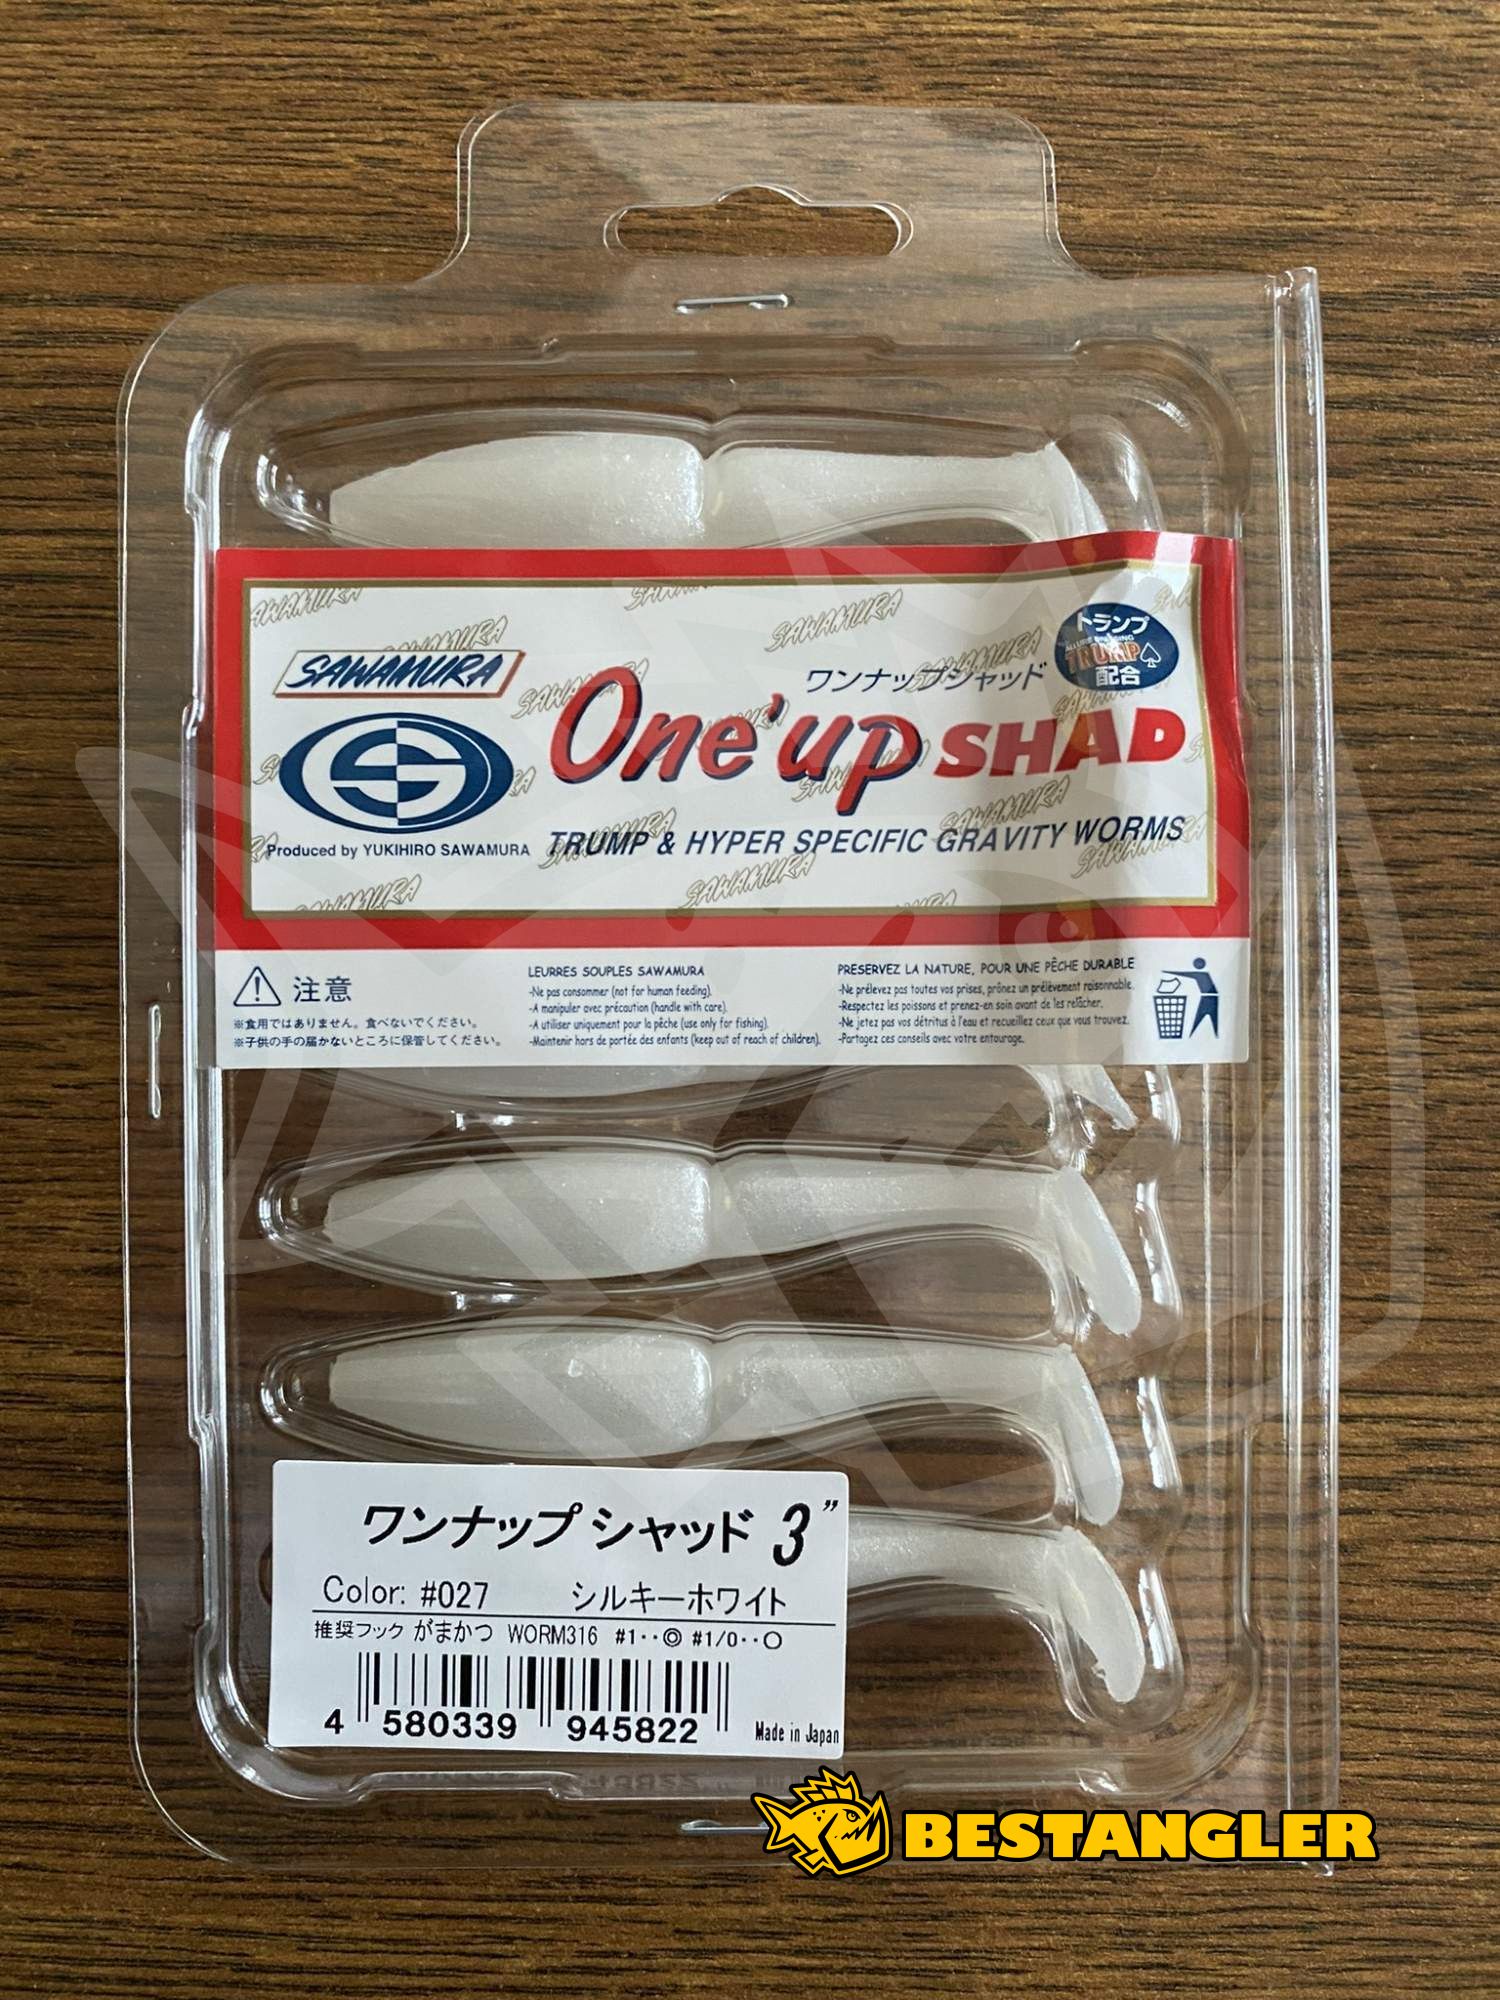 トランプ
TRUMP
配合
SAWAMURA
ワンナップシャッド
One'up SHAD
TRUMP & HYPER SPECIFIC GRAVITY WORMS
Produced by YUKIHIRO SAWAMURA
注意
※食用ではありません。食べないでください。
※子供の手の届かないところに保管してください。
LEURRES SOUPLES SAWAMURA
-Ne pas consommer (not for human feeding).
-A manipuler avec précaution (handle with care).
-A utiliser uniquement pour la pêche (use only for fishing).
-Maintenir hors de portée des enfants (keep out of reach of children).
PRESERVEZ LA NATURE, POUR UNE PÊCHE DURABLE
-Ne prélevez pas toutes vos prises, prônez un prélèvement raisonnable.
-Respectez les poissons et prenez-en soin avant de les relâcher.
-Ne jetez pas vos détritus à l'eau et recueillez ceux que vous trouvez.
-Partagez ces conseils avec votre entourage.
ワンナップ シャッド 3"
Color: #027 シルキーホワイト
推奨フック がまかつ WORM316 #1・・◎ #1/0・・○
4 580339 945822
Made in Japan
BESTANGLER